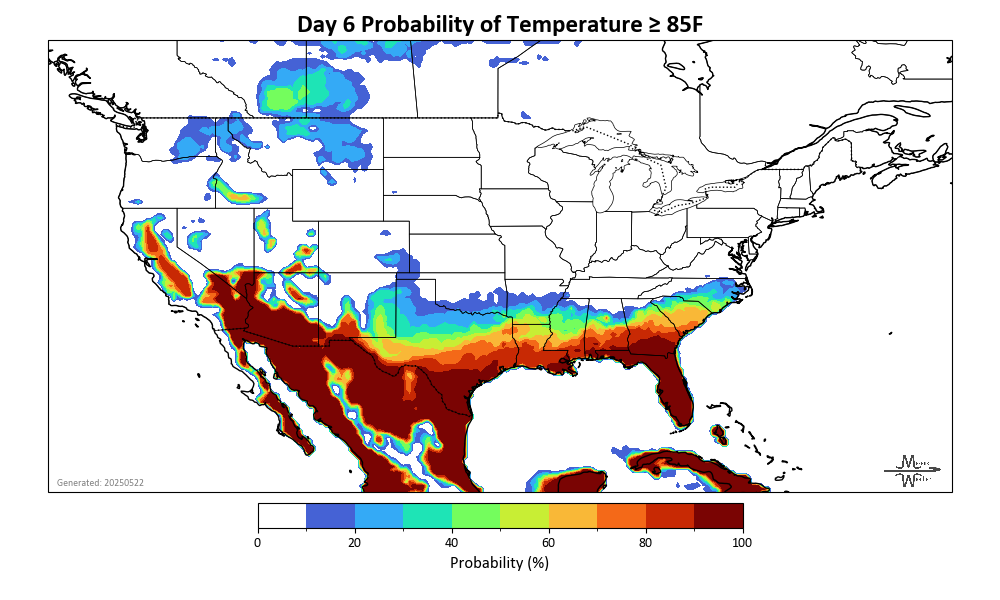 Day 6 Probability of Temperature ≥ 85F
Generated: 20250522
0 20 40 60 80 100
Probability (%)